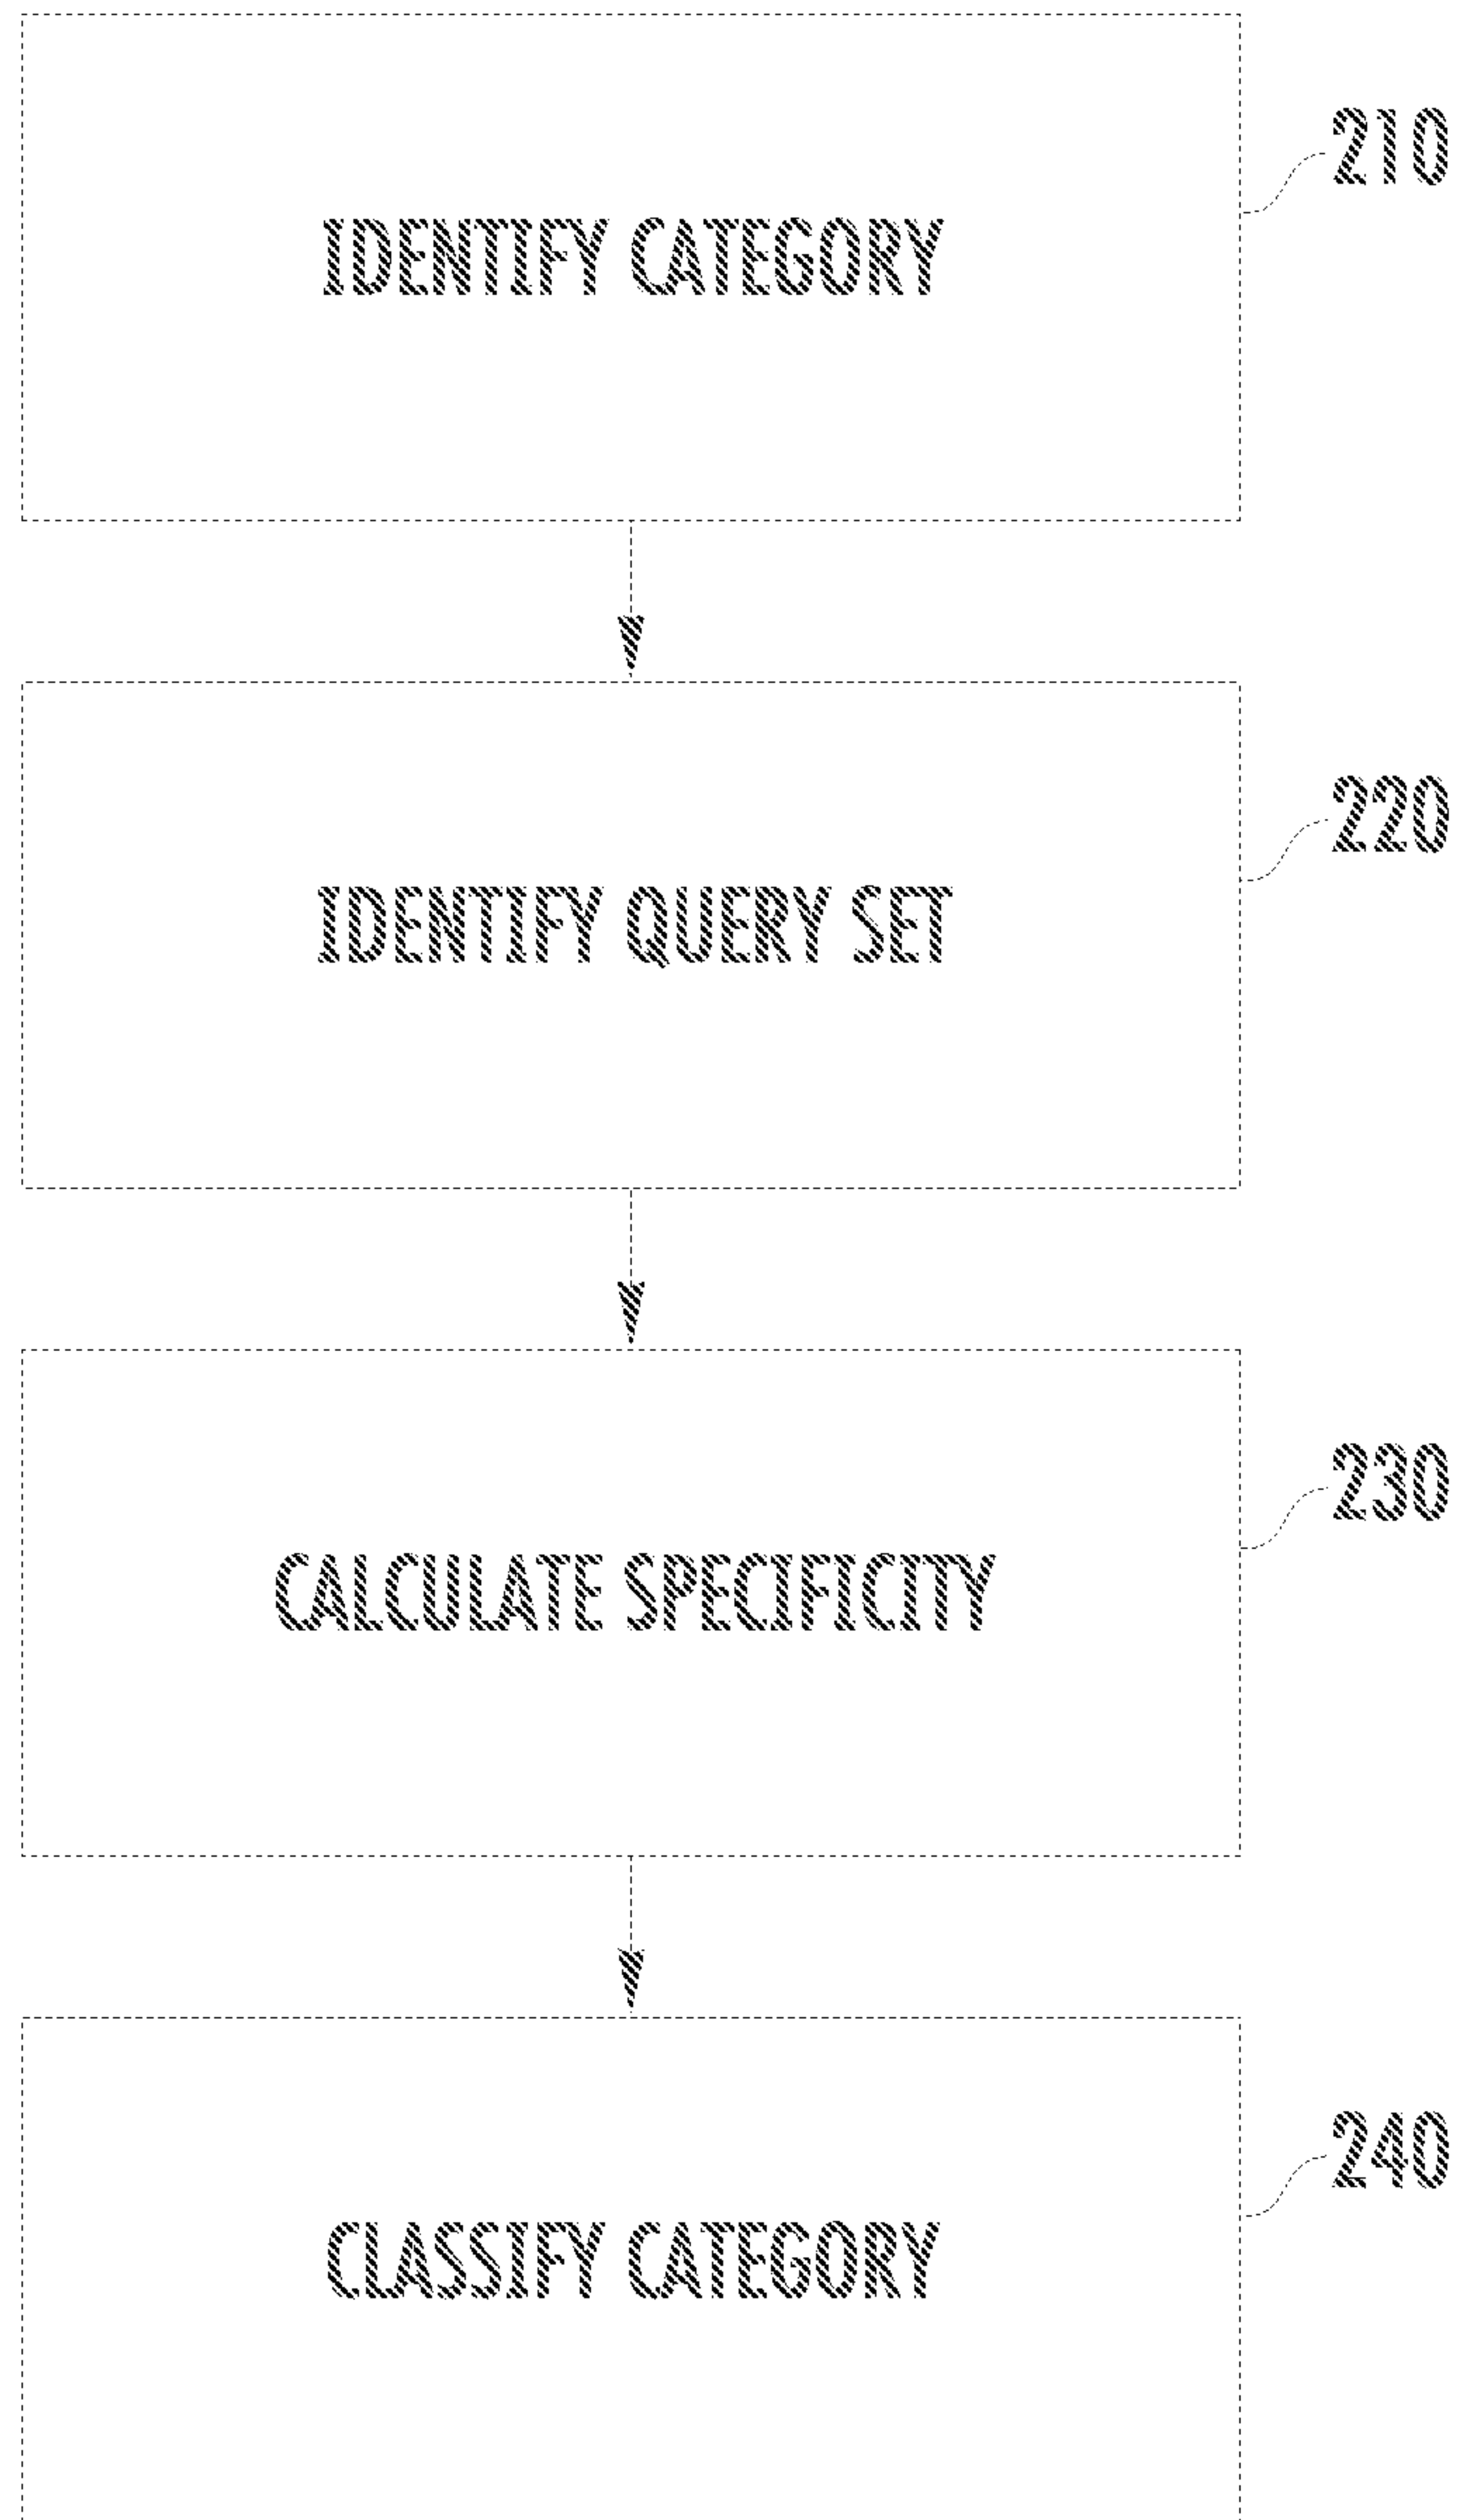 210
IDENTIFY CATEGORY
220
IDENTIFY QUERY SET
230
CALCULATE SPECIFICITY
240
CLASSIFY CATEGORY